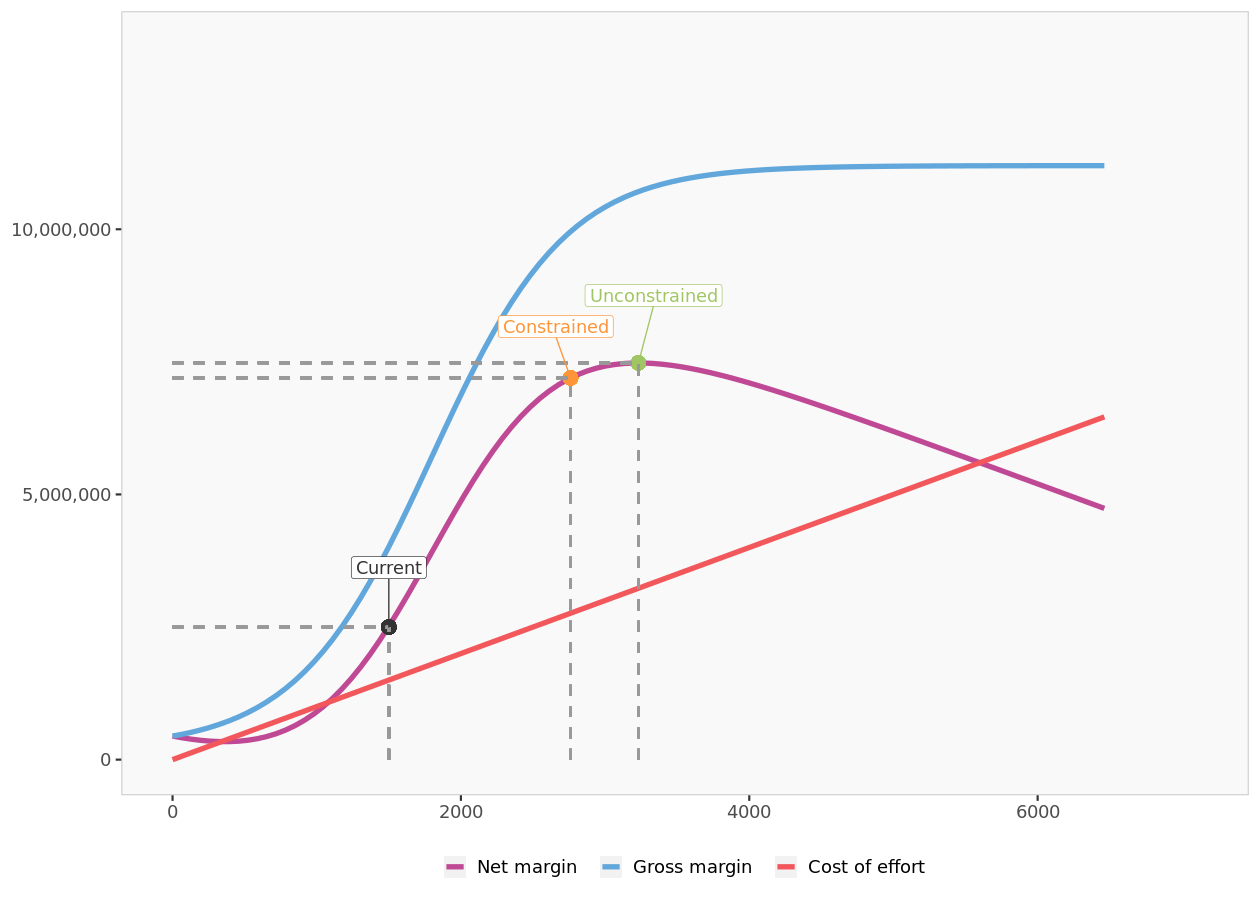 10,000,000
Unconstrained
Constrained
5,000,000
Current
0
0 2000 4000 6000
Net margin Gross margin Cost of effort